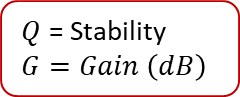 Q = Stability
G = Gain (dB)